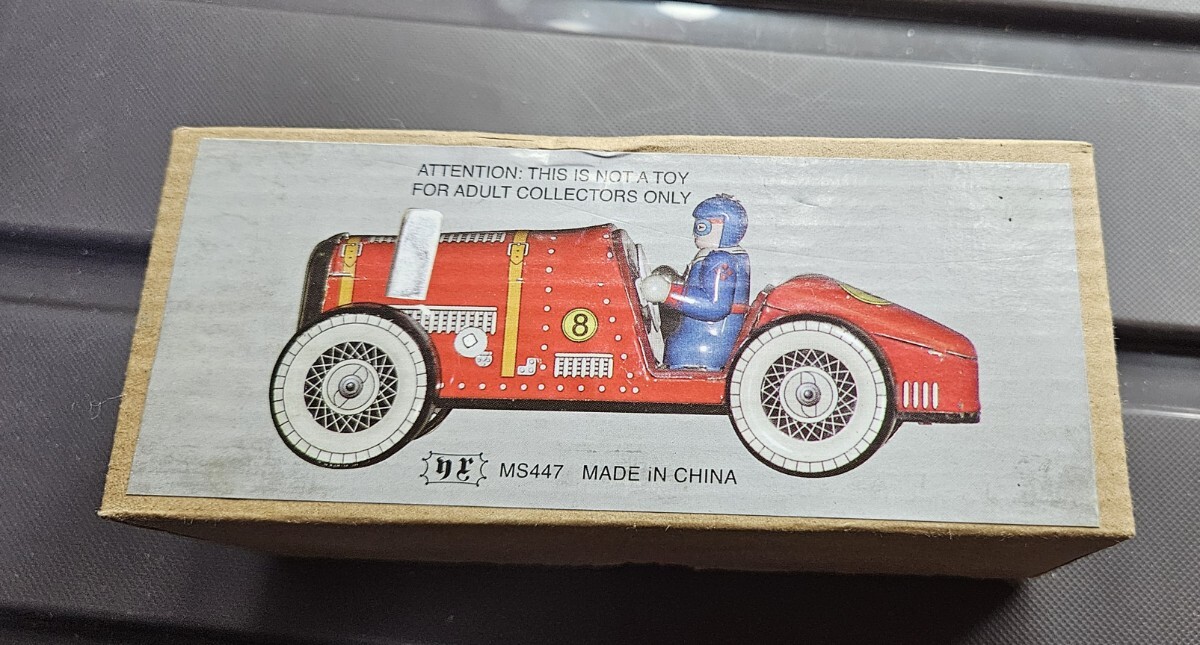 ATTENTION: THIS IS NOT A TOY
FOR ADULT COLLECTORS ONLY
8
MS447 MADE iN CHINA